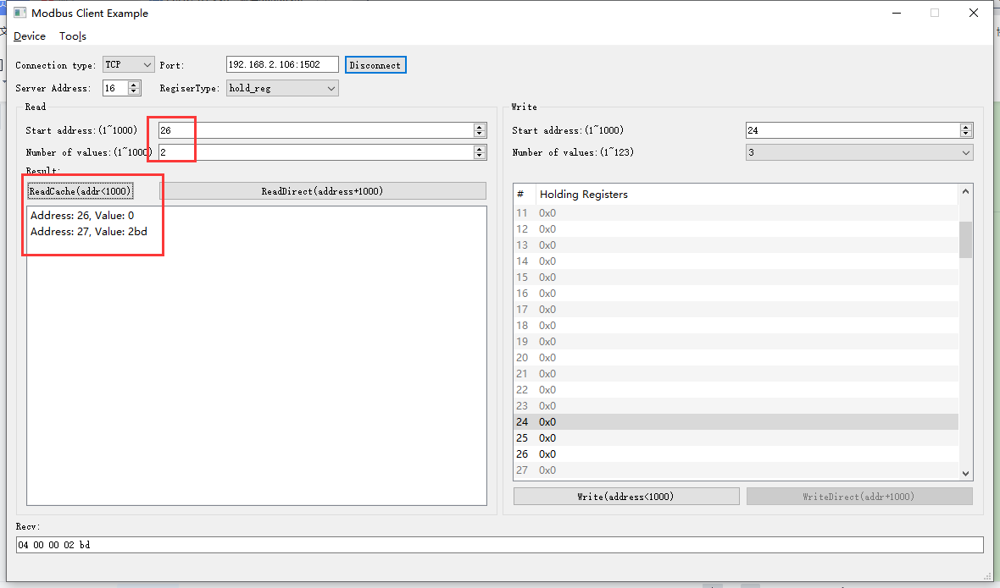 Modbus Client Example
Device Tools
Connection type: TCP Port: 192.168.2.106:1502 Disconnect
Server Address: 16 RegiserType: hold_reg
Read
Start address:(1~1000) 26
Number of values:(1~1000) 2
Result:
ReadCache(addr<1000) ReadDirect(address+1000)
Address: 26, Value: 0
Address: 27, Value: 2bd
Write
Start address:(1~1000) 24
Number of values:(1~123) 3
# Holding Registers
11 0x0
12 0x0
13 0x0
14 0x0
15 0x0
16 0x0
17 0x0
18 0x0
19 0x0
20 0x0
21 0x0
22 0x0
23 0x0
24 0x0
25 0x0
26 0x0
27 0x0
Write(address<1000) WriteDirect(addr+1000)
Recv:
04 00 00 02 bd